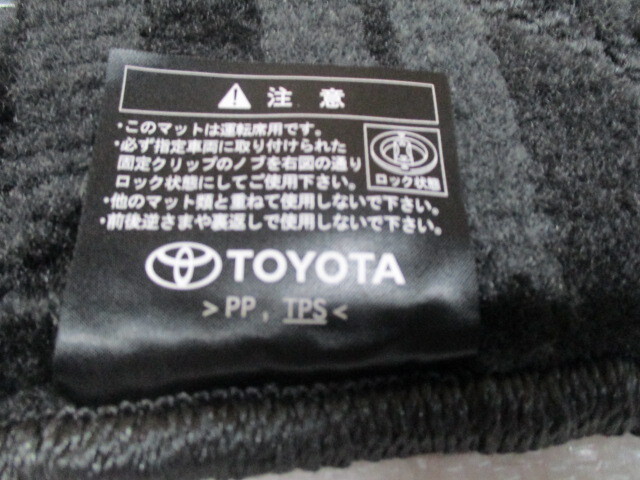 注意
・このマットは運転席用です。
・必ず指定車両に取り付けられた
固定クリップのノブを右図の通り
ロック状態にしてご使用下さい。
ロック状態
・他のマット類と重ねて使用しないで下さい。
・前後逆さまや裏返しで使用しないで下さい。
TOYOTA
>PP, TPS<